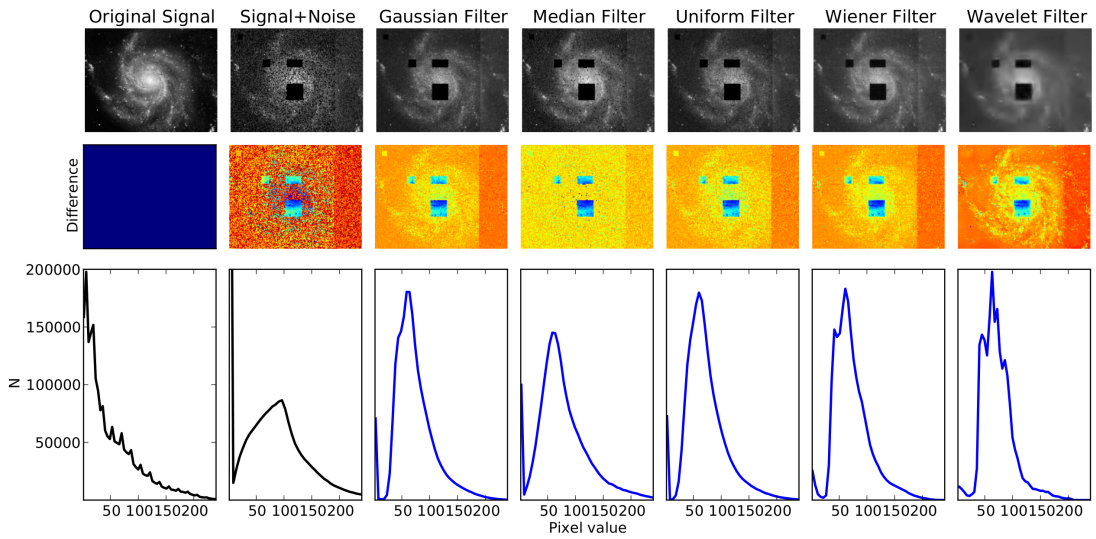 Original Signal Signal+Noise Gaussian Filter Median Filter Uniform Filter Wiener Filter Wavelet Filter
Difference
200000
150000
100000
50000
N
50 100150200 50 100150200 50 100150200 50 100150200 50 100150200 50 100150200 50 100150200
Pixel value